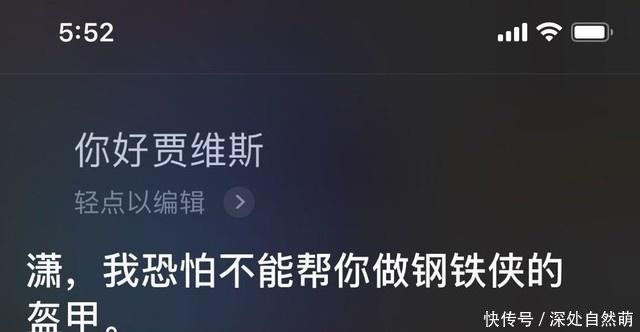 5:52
你好贾维斯
轻点以编辑
潇，我恐怕不能帮你做钢铁侠的
盔甲。
快传号／深处自然萌